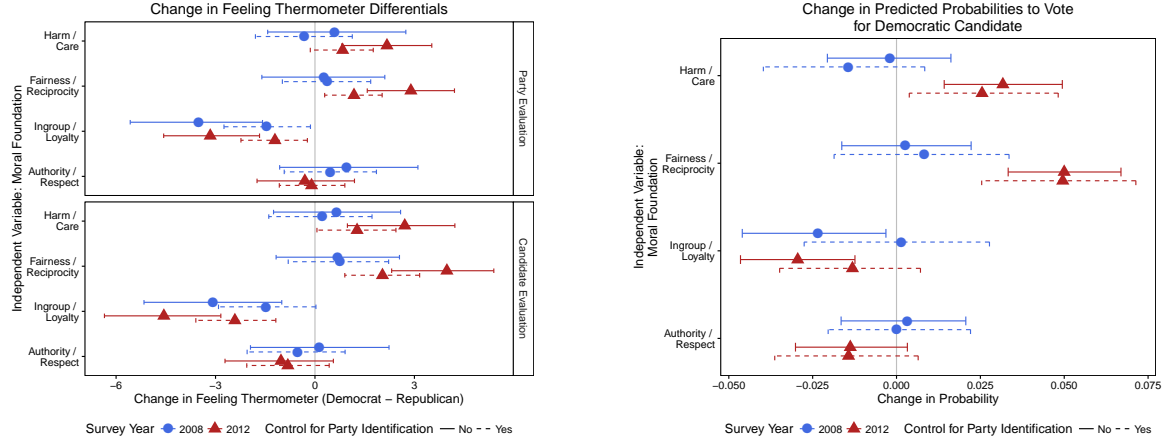 Change in Feeling Thermometer Differentials
Independent Variable: Moral Foundation
Harm /
Care
Fairness /
Reciprocity
Ingroup /
Loyalty
Authority /
Respect
Party Evaluation
Harm /
Care
Fairness /
Reciprocity
Ingroup /
Loyalty
Authority /
Respect
Candidate Evaluation
−6 −3 0 3
Change in Feeling Thermometer (Democrat − Republican)
Survey Year 2008 2012 Control for Party Identification No Yes
Change in Predicted Probabilities to Vote
for Democratic Candidate
Independent Variable:
Moral Foundation
Harm /
Care
Fairness /
Reciprocity
Ingroup /
Loyalty
Authority /
Respect
−0.050 −0.025 0.000 0.025 0.050 0.075
Change in Probability
Survey Year 2008 2012 Control for Party Identification No Yes